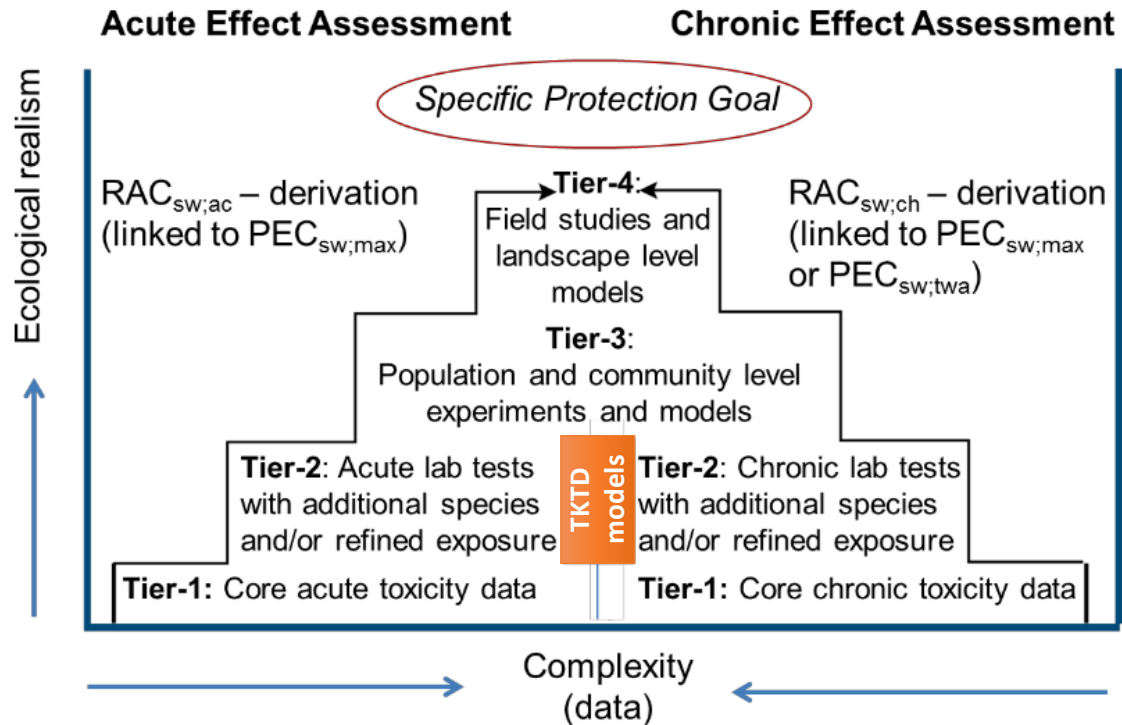 Acute Effect Assessment
Chronic Effect Assessment
Specific Protection Goal
Ecological realism
RACsw;ac – derivation
(linked to PECsw;max)
RACsw;ch – derivation
(linked to PECsw;max
or PECsw;twa)
Tier-4:
Field studies and
landscape level
models
Tier-3:
Population and community level
experiments and models
Tier-2: Acute lab tests
with additional species
and/or refined exposure
TKTD
models
Tier-2: Chronic lab tests
with additional species
and/or refined exposure
Tier-1: Core acute toxicity data
Tier-1: Core chronic toxicity data
Complexity
(data)